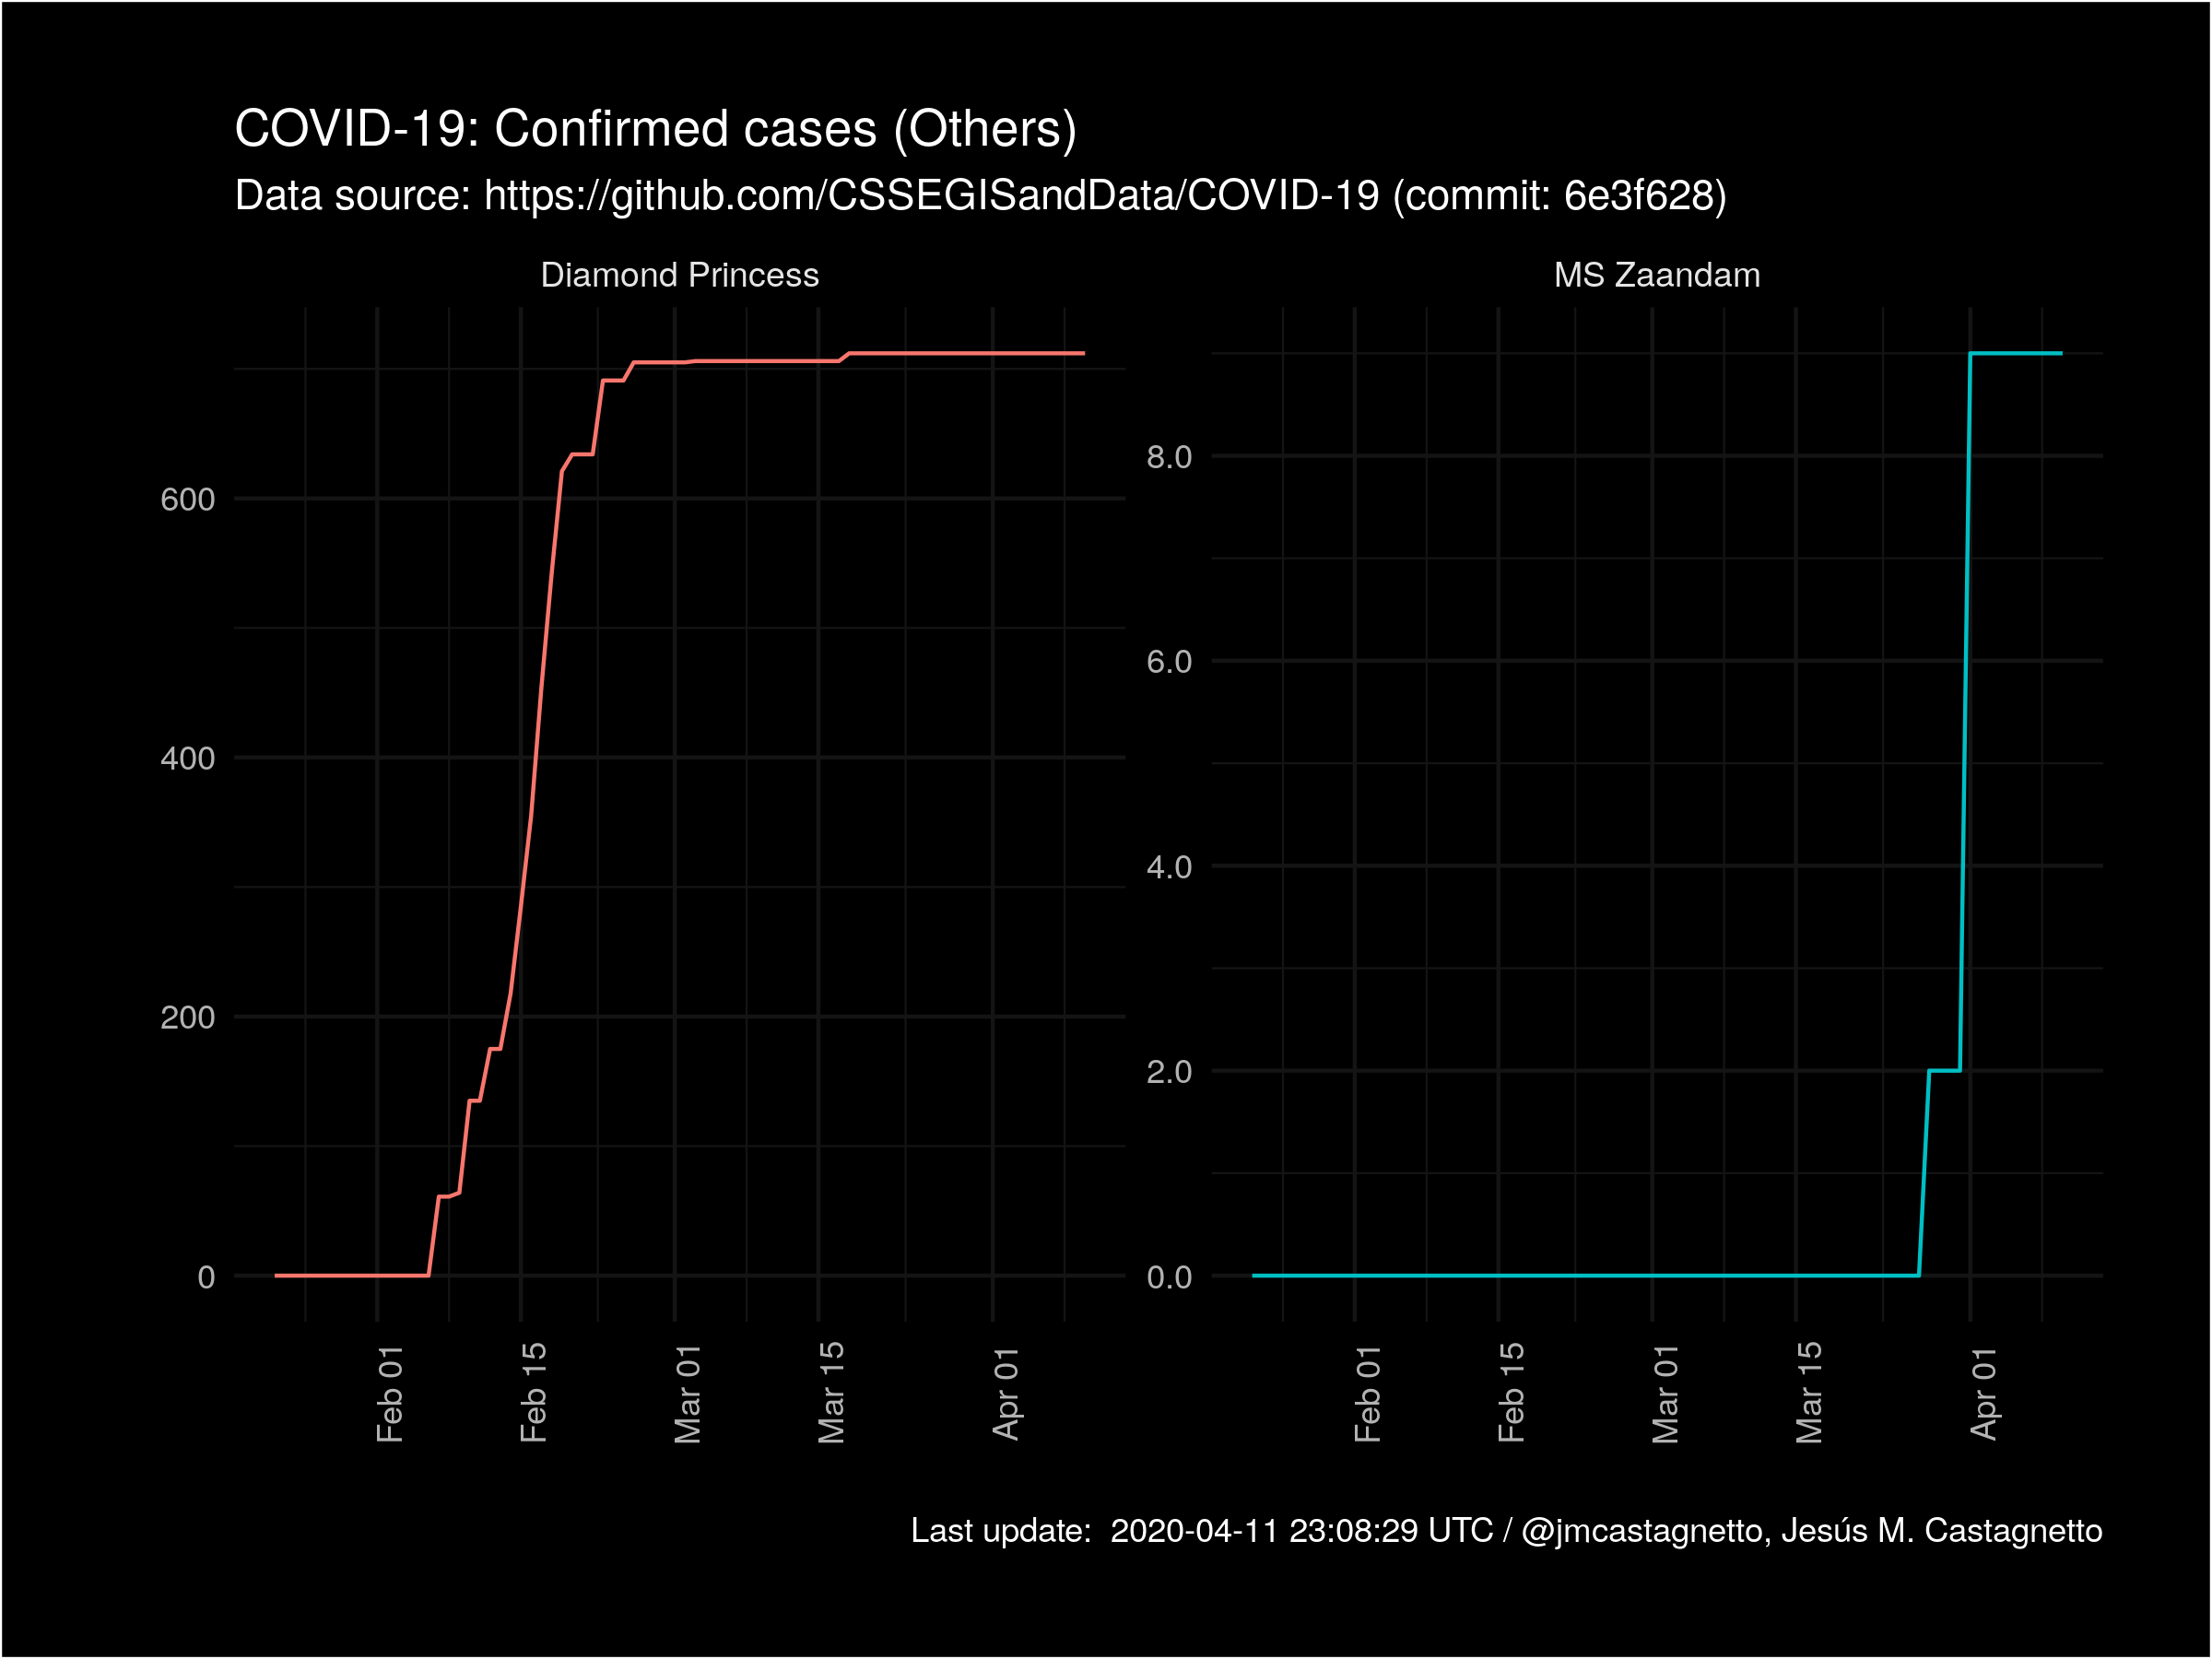 COVID-19: Confirmed cases (Others)
Data source: https://github.com/CSSEGISandData/COVID-19 (commit: 6e3f628)
Diamond Princess
600
400
200
0
Feb 01
Feb 15
Mar 01
Mar 15
Apr 01
MS Zaandam
8.0
6.0
4.0
2.0
0.0
Feb 01
Feb 15
Mar 01
Mar 15
Apr 01
Last update:  2020-04-11 23:08:29 UTC / @jmcastagnetto, Jesús M. Castagnetto